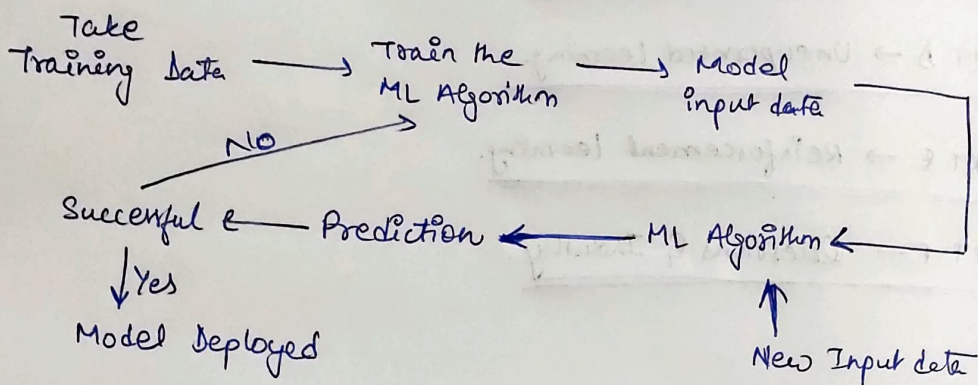 Take
Training Data → Train the ML Algorithm → Model input data
NO
Successful ← Prediction ← ML Algorithm ←
↓ Yes
Model Deployed
↑
New Input data